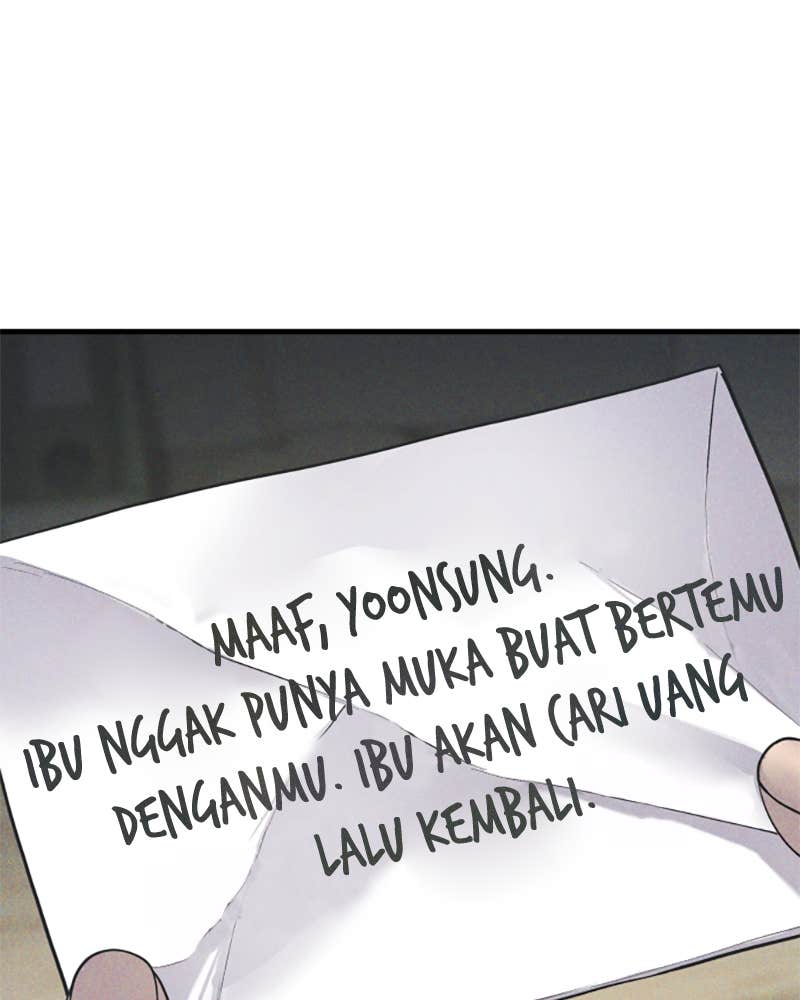 MAAF, YOONSUNG.
IBU NGGAK PUNYA MUKA BUAT BERTEMU
DENGANMU. IBU AKAN CARI UANG
LALU KEMBALI.